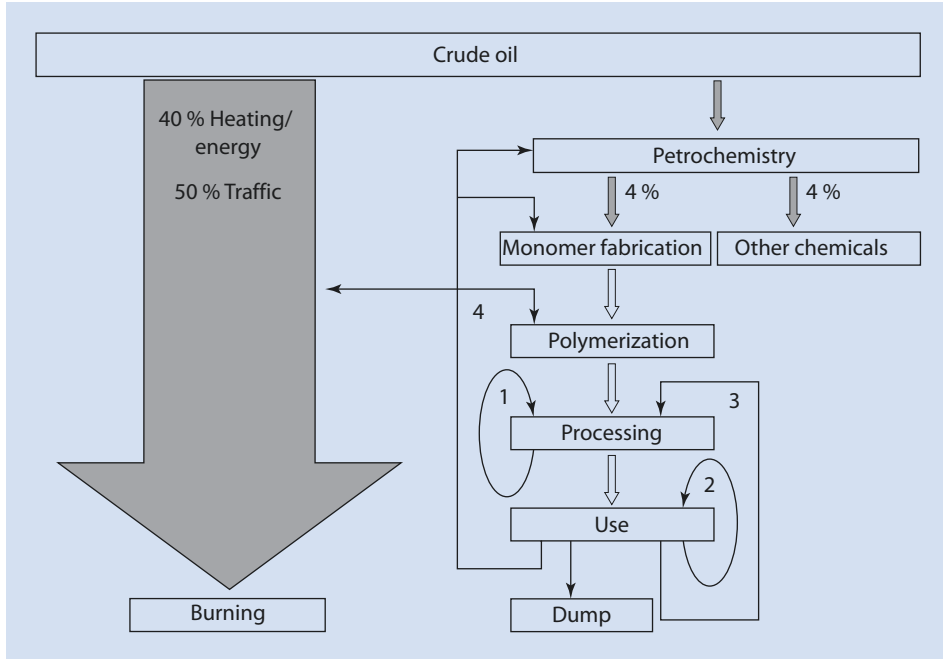 Crude oil
40 % Heating/
energy
50 % Traffic
Petrochemistry
4 %
4 %
Monomer fabrication
Other chemicals
4
Polymerization
1
3
Processing
2
Use
Burning
Dump